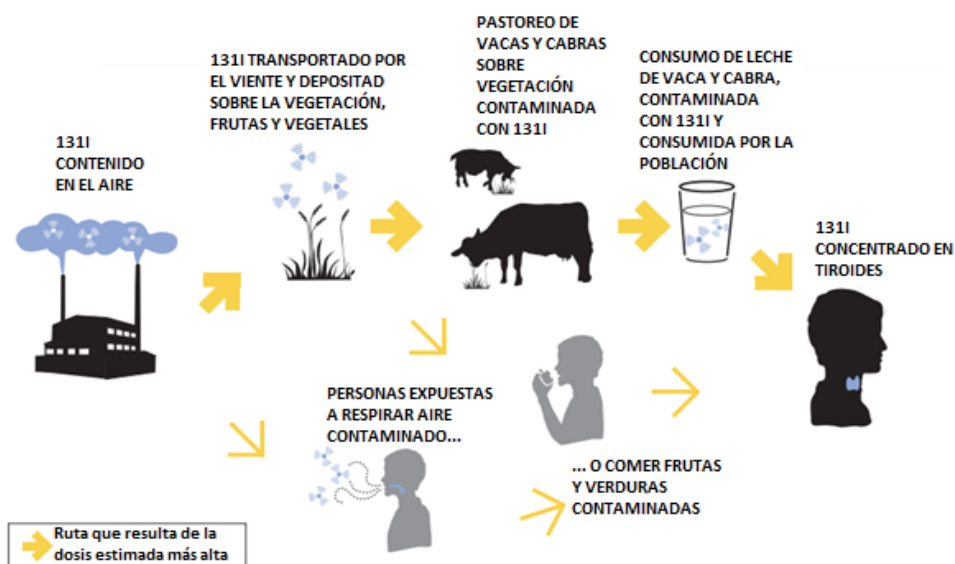 131I
CONTENIDO
EN EL AIRE
131I TRANSPORTADO POR
EL VIENTE Y DEPOSITAD
SOBRE LA VEGETACIÓN,
FRUTAS Y VEGETALES
PASTOREO DE
VACAS Y CABRAS
SOBRE
VEGETACIÓN
CONTAMINADA
CON 131I
CONSUMO DE LECHE
DE VACA Y CABRA,
CONTAMINADA
CON 131I Y
CONSUMIDA POR LA
POBLACIÓN
131I
CONCENTRADO EN
TIROIDES
PERSONAS EXPUESTAS
A RESPIRAR AIRE
CONTAMINADO...
... O COMER FRUTAS
Y VERDURAS
CONTAMINADAS
Ruta que resulta de la
dosis estimada más alta